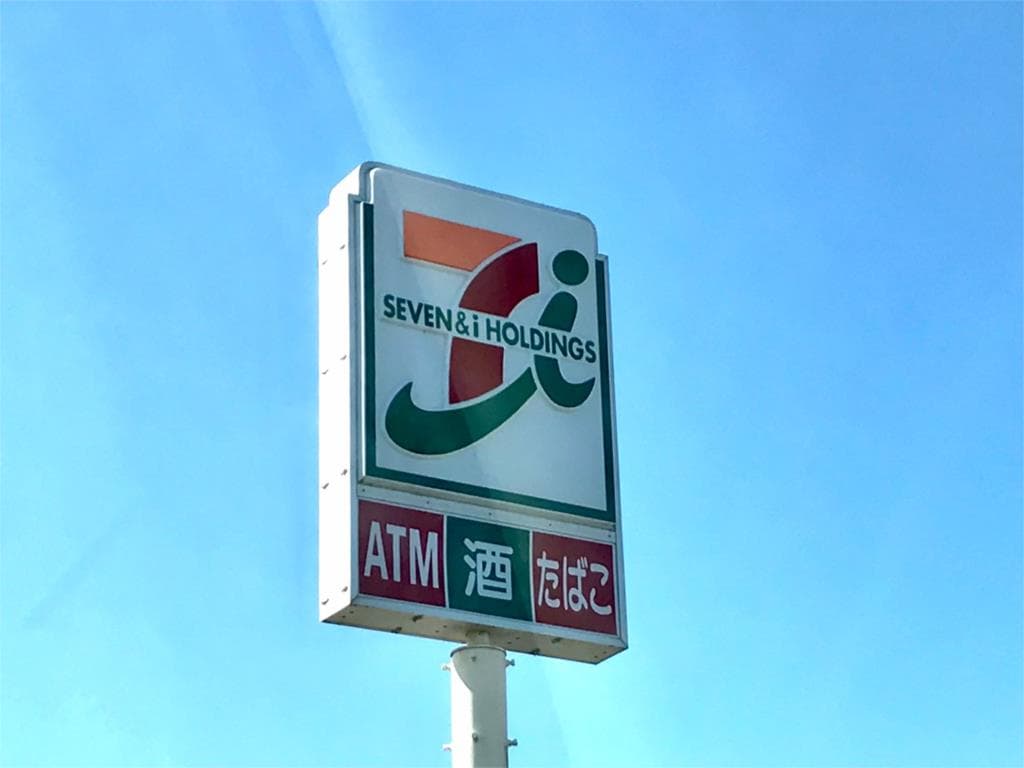 SEVEN&i HOLDINGS
ATM 酒 たばこ